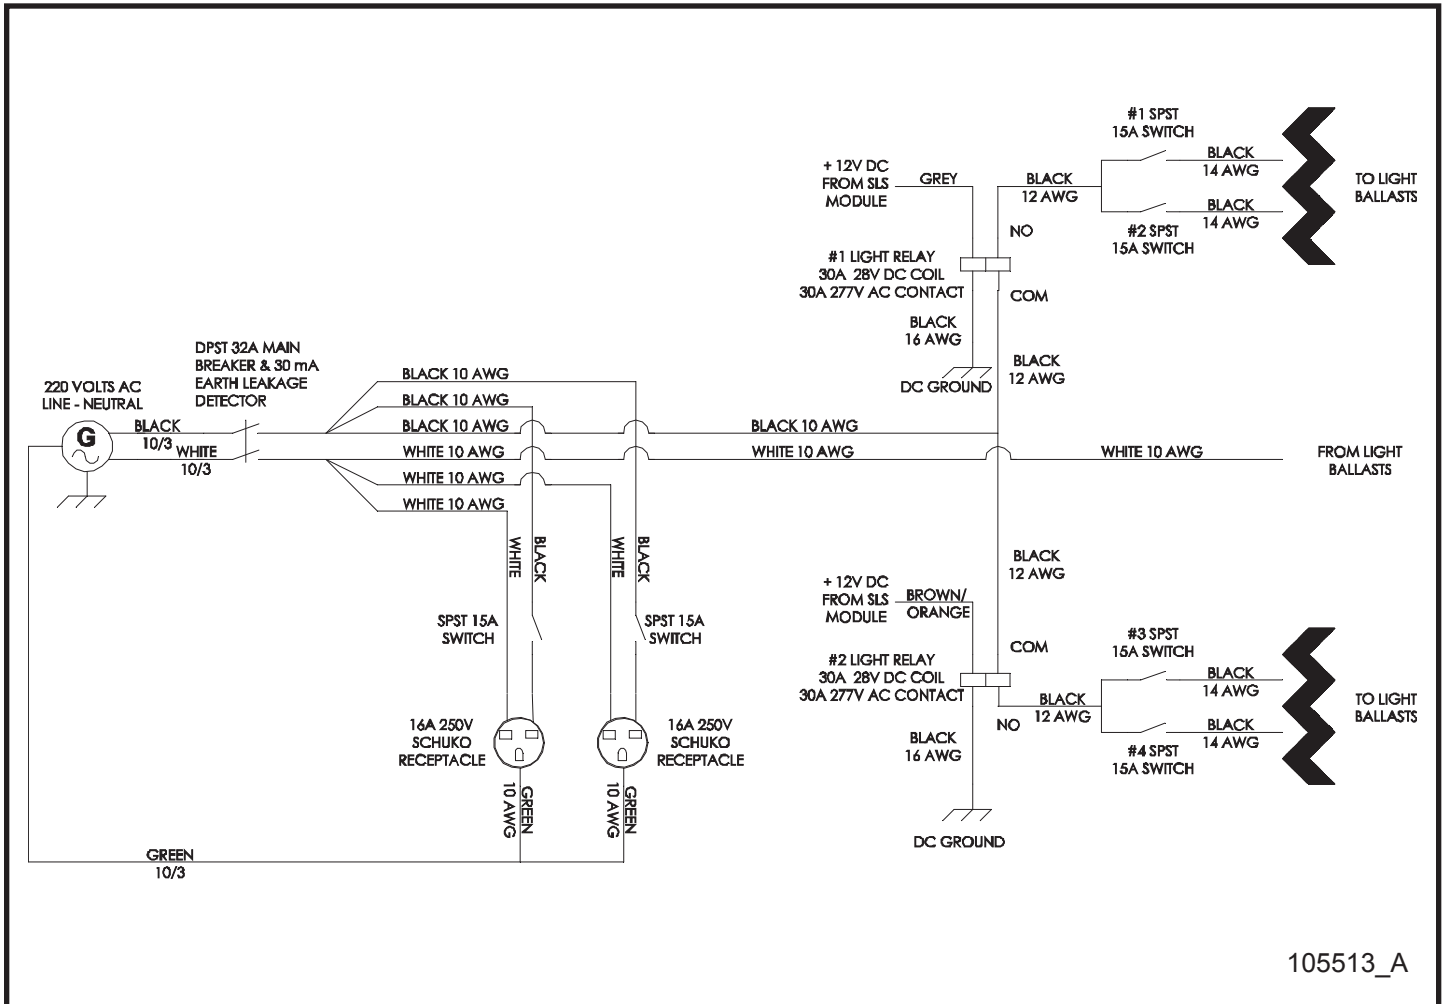 #1 SPST
15A SWITCH
BLACK
14 AWG
+ 12V DC
FROM SLS
MODULE
GREY
BLACK
12 AWG
TO LIGHT
BALLASTS
BLACK
14 AWG
NO
#2 SPST
15A SWITCH
#1 LIGHT RELAY
30A 28V DC COIL
30A 277V AC CONTACT
COM
BLACK
16 AWG
DC GROUND
BLACK
12 AWG
DPST 32A MAIN
BREAKER & 30 mA
EARTH LEAKAGE
DETECTOR
220 VOLTS AC
LINE - NEUTRAL
G
BLACK
10/3
WHITE
10/3
BLACK 10 AWG
BLACK 10 AWG
BLACK 10 AWG
BLACK 10 AWG
WHITE 10 AWG
WHITE 10 AWG
WHITE 10 AWG
FROM LIGHT
BALLASTS
WHITE 10 AWG
WHITE 10 AWG
WHITE
BLACK
WHITE
BLACK
SPST 15A
SWITCH
SPST 15A
SWITCH
16A 250V
SCHUKO
RECEPTACLE
16A 250V
SCHUKO
RECEPTACLE
GREEN
10 AWG
GREEN
10 AWG
GREEN
10/3
BLACK
12 AWG
+ 12V DC
FROM SLS
MODULE
BROWN/
ORANGE
COM
#2 LIGHT RELAY
30A 28V DC COIL
30A 277V AC CONTACT
NO
BLACK
12 AWG
#3 SPST
15A SWITCH
BLACK
14 AWG
TO LIGHT
BALLASTS
BLACK
14 AWG
#4 SPST
15A SWITCH
BLACK
16 AWG
DC GROUND
105513_A